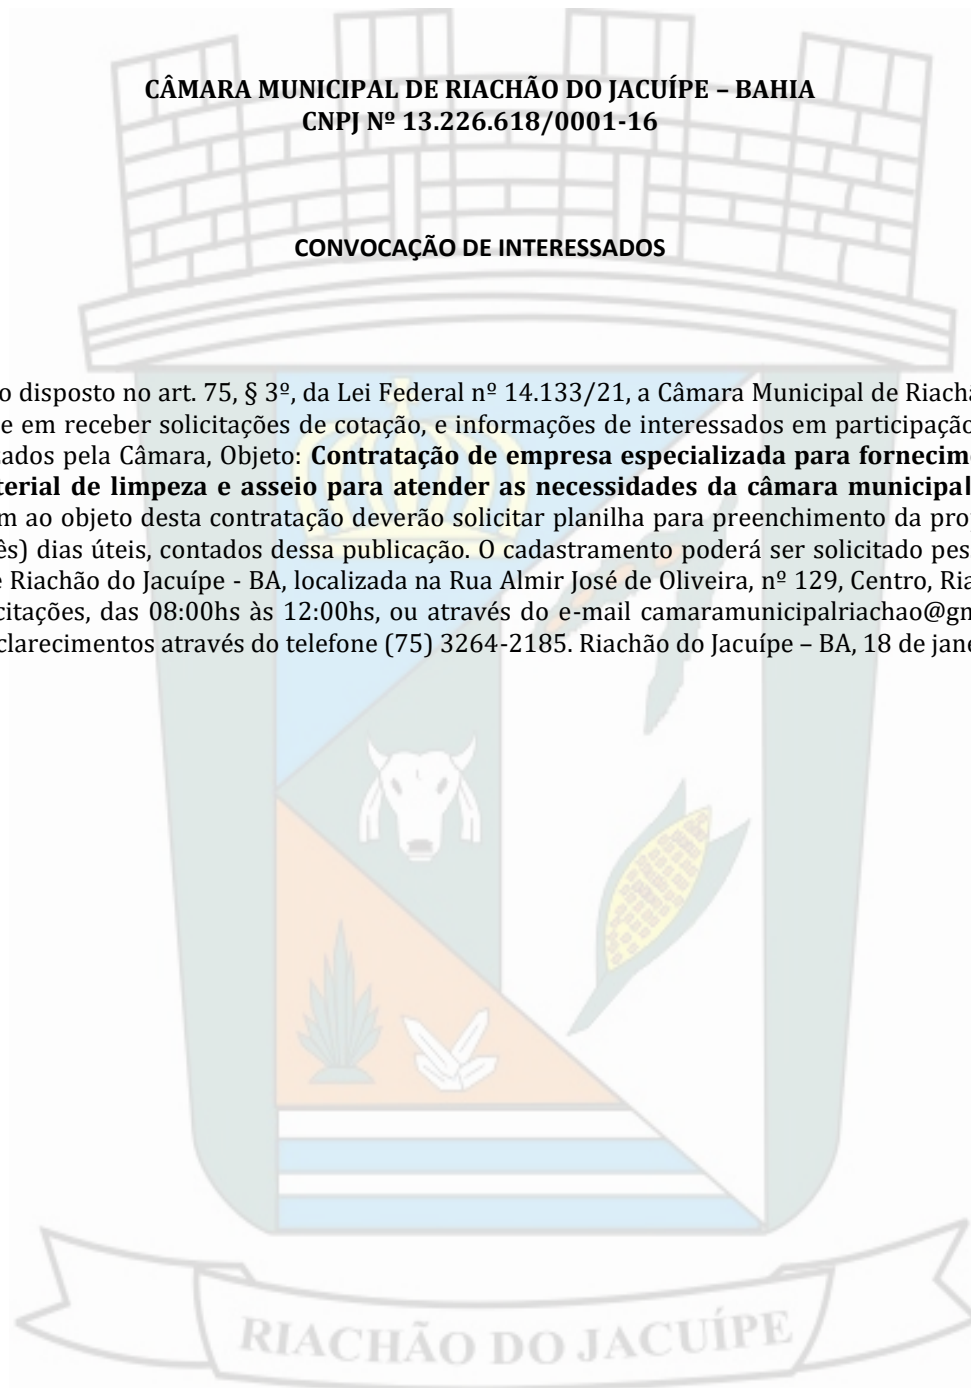 CÂMARA MUNICIPAL DE RIACHÃO DO JACUÍPE – BAHIA
CNPJ Nº 13.226.618/0001-16
CONVOCAÇÃO DE INTERESSADOS
o disposto no art. 75, § 3º, da Lei Federal nº 14.133/21, a Câmara Municipal de Riachã
e em receber solicitações de cotação, e informações de interessados em participação
ados pela Câmara, Objeto: Contratação de empresa especializada para fornecim
terial de limpeza e asseio para atender as necessidades da câmara municipal
m ao objeto desta contratação deverão solicitar planilha para preenchimento da pro
ês) dias úteis, contados dessa publicação. O cadastramento poderá ser solicitado pes
e Riachão do Jacuípe - BA, localizada na Rua Almir José de Oliveira, nº 129, Centro, Ria
citações, das 08:00hs às 12:00hs, ou através do e-mail camaramunicipalriachao@gm
clarecimentos através do telefone (75) 3264-2185. Riachão do Jacuípe – BA, 18 de jane
RIACHÃO DO JACUÍPE